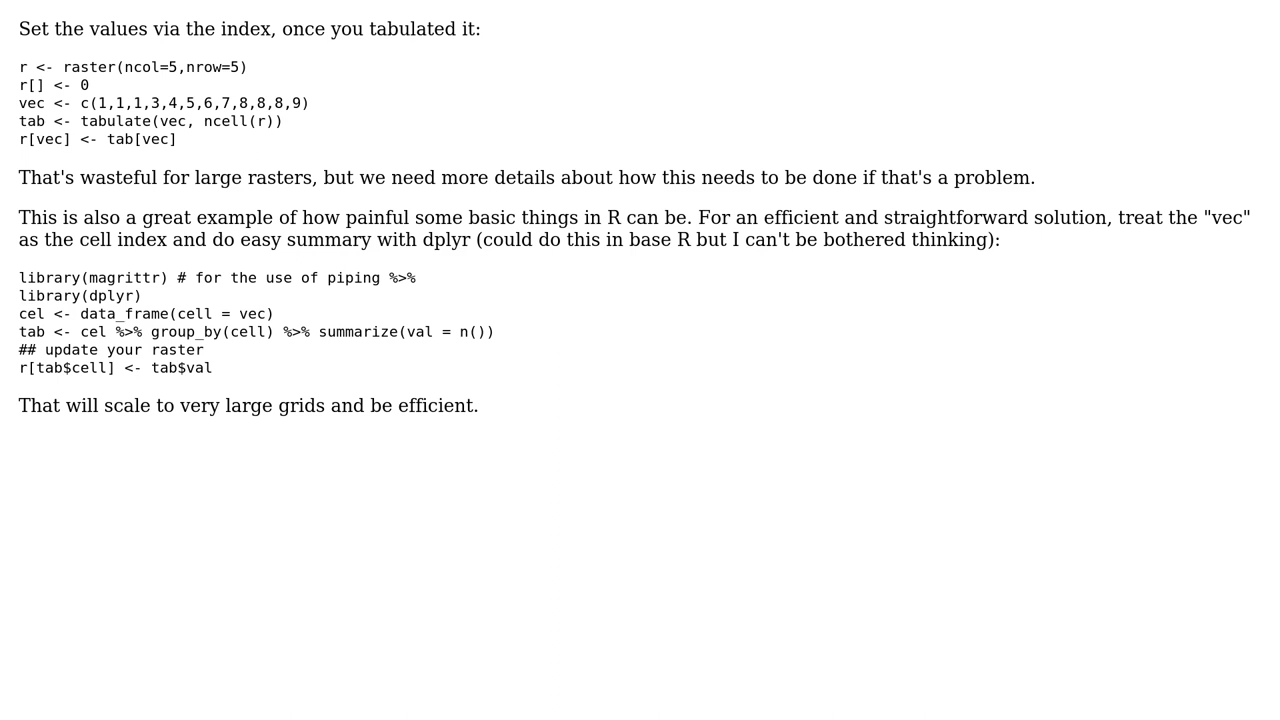 Set the values via the index, once you tabulated it:
r <- raster(ncol=5,nrow=5)
r[] <- 0
vec <- c(1,1,1,3,4,5,6,7,8,8,8,9)
tab <- tabulate(vec, ncell(r))
r[vec] <- tab[vec]
That's wasteful for large rasters, but we need more details about how this needs to be done if that's a problem.
This is also a great example of how painful some basic things in R can be. For an efficient and straightforward solution, treat the "vec"
as the cell index and do easy summary with dplyr (could do this in base R but I can't be bothered thinking):
library(magrittr) # for the use of piping %>%
library(dplyr)
cel <- data_frame(cell = vec)
tab <- cel %>% group_by(cell) %>% summarize(val = n())
## update your raster
r[tab$cell] <- tab$val
That will scale to very large grids and be efficient.